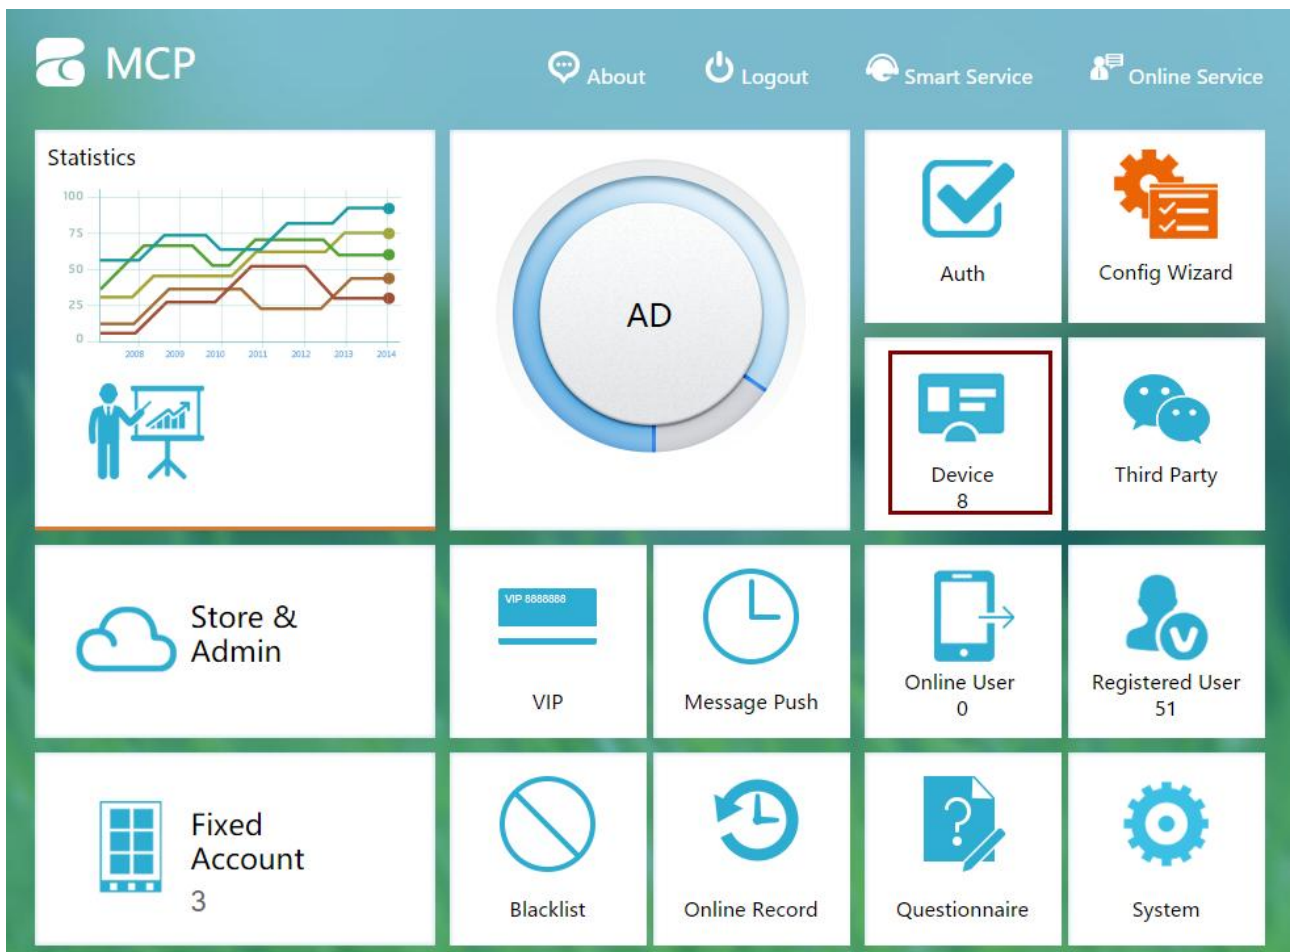 MCP
About
Logout
Smart Service
Online Service
Statistics
100
75
50
25
0
2008 2009 2010 2011 2012 2013 2014
AD
Auth
Config Wizard
Device
8
Third Party
Store &
Admin
VIP 8888888
VIP
Message Push
Online User
0
V
Registered User
51
Fixed
Account
3
Blacklist
Online Record
?
Questionnaire
System